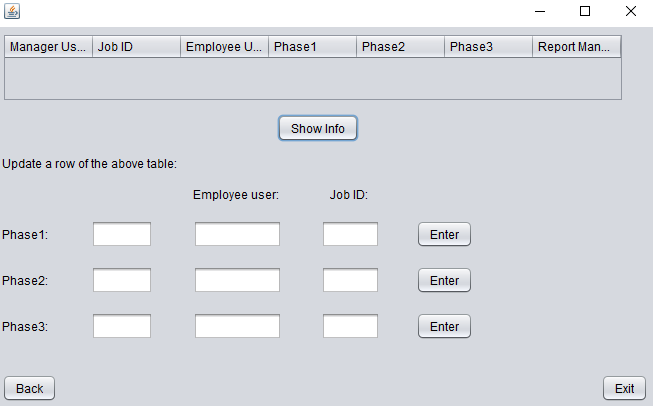 Manager Us... Job ID Employee U... Phase1 Phase2 Phase3 Report Man...
Show Info
Update a row of the above table:
Employee user: Job ID:
Phase1: Enter
Phase2: Enter
Phase3: Enter
Back Exit